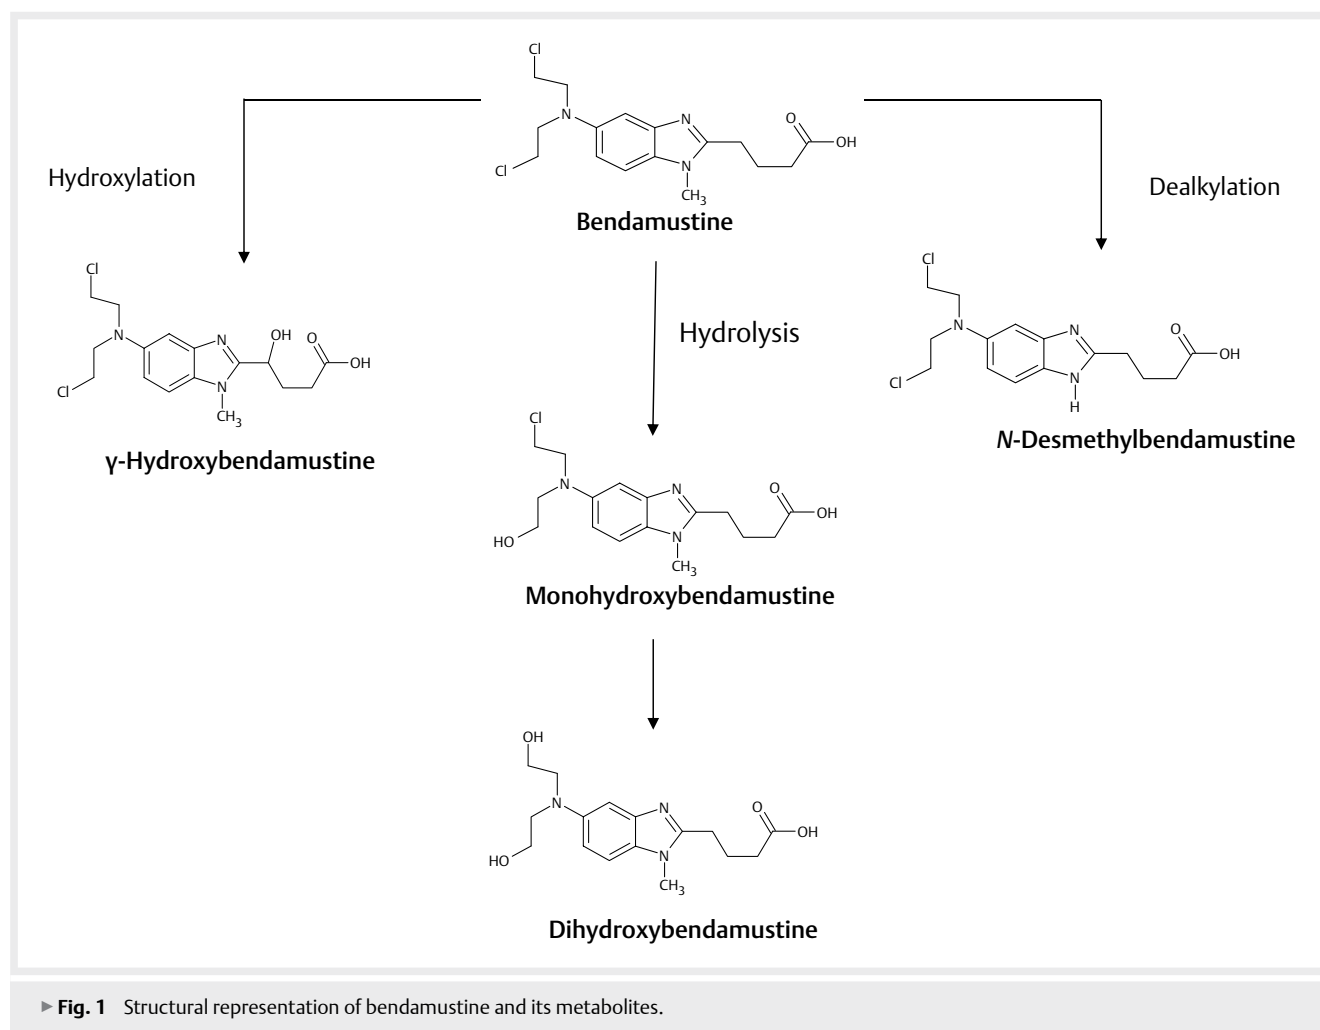 Cl
N
Cl
N
N
CH3
O
OH
Bendamustine
Hydroxylation
Dealkylation
Cl
N
Cl
N
N
CH3
OH
O
OH
γ-Hydroxybendamustine
Hydrolysis
Cl
N
Cl
N
N
H
O
OH
N-Desmethylbendamustine
Cl
N
HO
N
N
CH3
O
OH
Monohydroxybendamustine
OH
N
HO
N
N
CH3
O
OH
Dihydroxybendamustine
▶ Fig. 1 Structural representation of bendamustine and its metabolites.